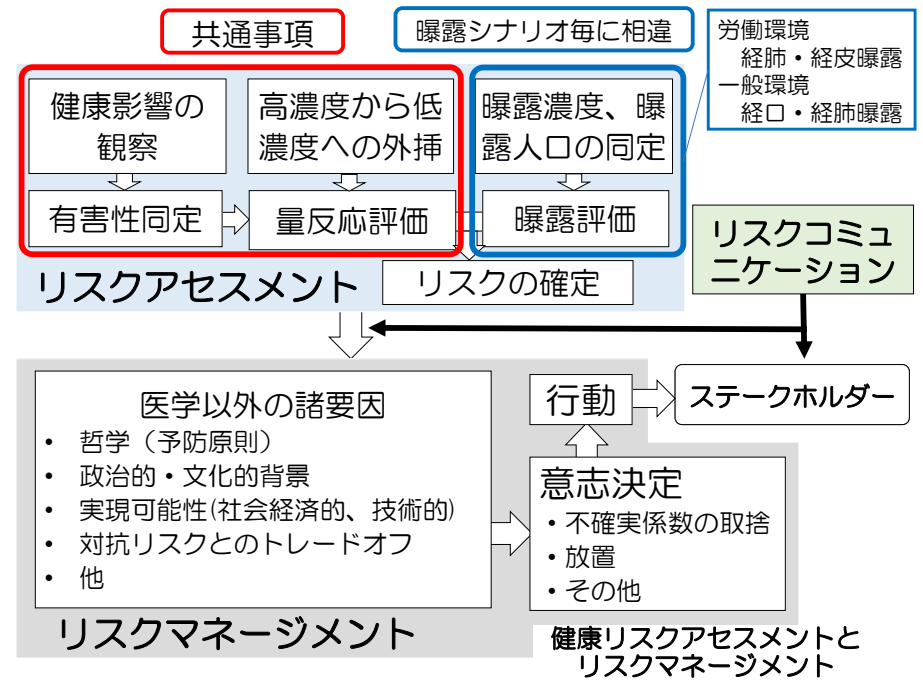 共通事項
曝露シナリオ毎に相違
労働環境
経肺・経皮曝露
一般環境
経口・経肺曝露
健康影響の
観察
高濃度から低
濃度への外挿
曝露濃度、曝
露人口の同定
有害性同定
量反応評価
曝露評価
リスクアセスメント
リスクの確定
リスクコミュ
ニケーション
医学以外の諸要因
• 哲学（予防原則）
• 政治的・文化的背景
• 実現可能性(社会経済的、技術的)
• 対抗リスクとのトレードオフ
• 他
行動
ステークホルダー
意志決定
・不確実係数の取捨
・放置
・その他
リスクマネージメント
健康リスクアセスメントと
リスクマネージメント